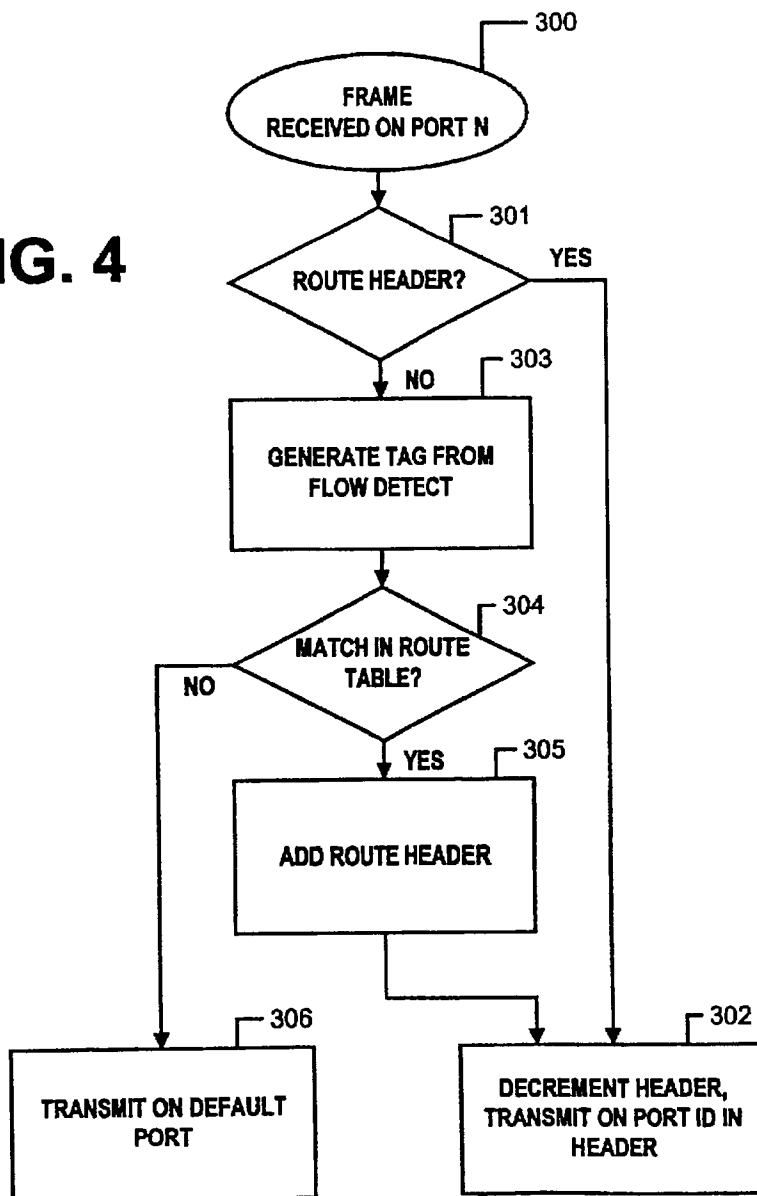 300
FRAME
RECEIVED ON PORT N
301
IG. 4
ROUTE HEADER?
YES
NO
303
GENERATE TAG FROM
FLOW DETECT
304
MATCH IN ROUTE
TABLE?
NO
YES
305
ADD ROUTE HEADER
306
302
TRANSMIT ON DEFAULT
PORT
DECREMENT HEADER,
TRANSMIT ON PORT ID IN
HEADER